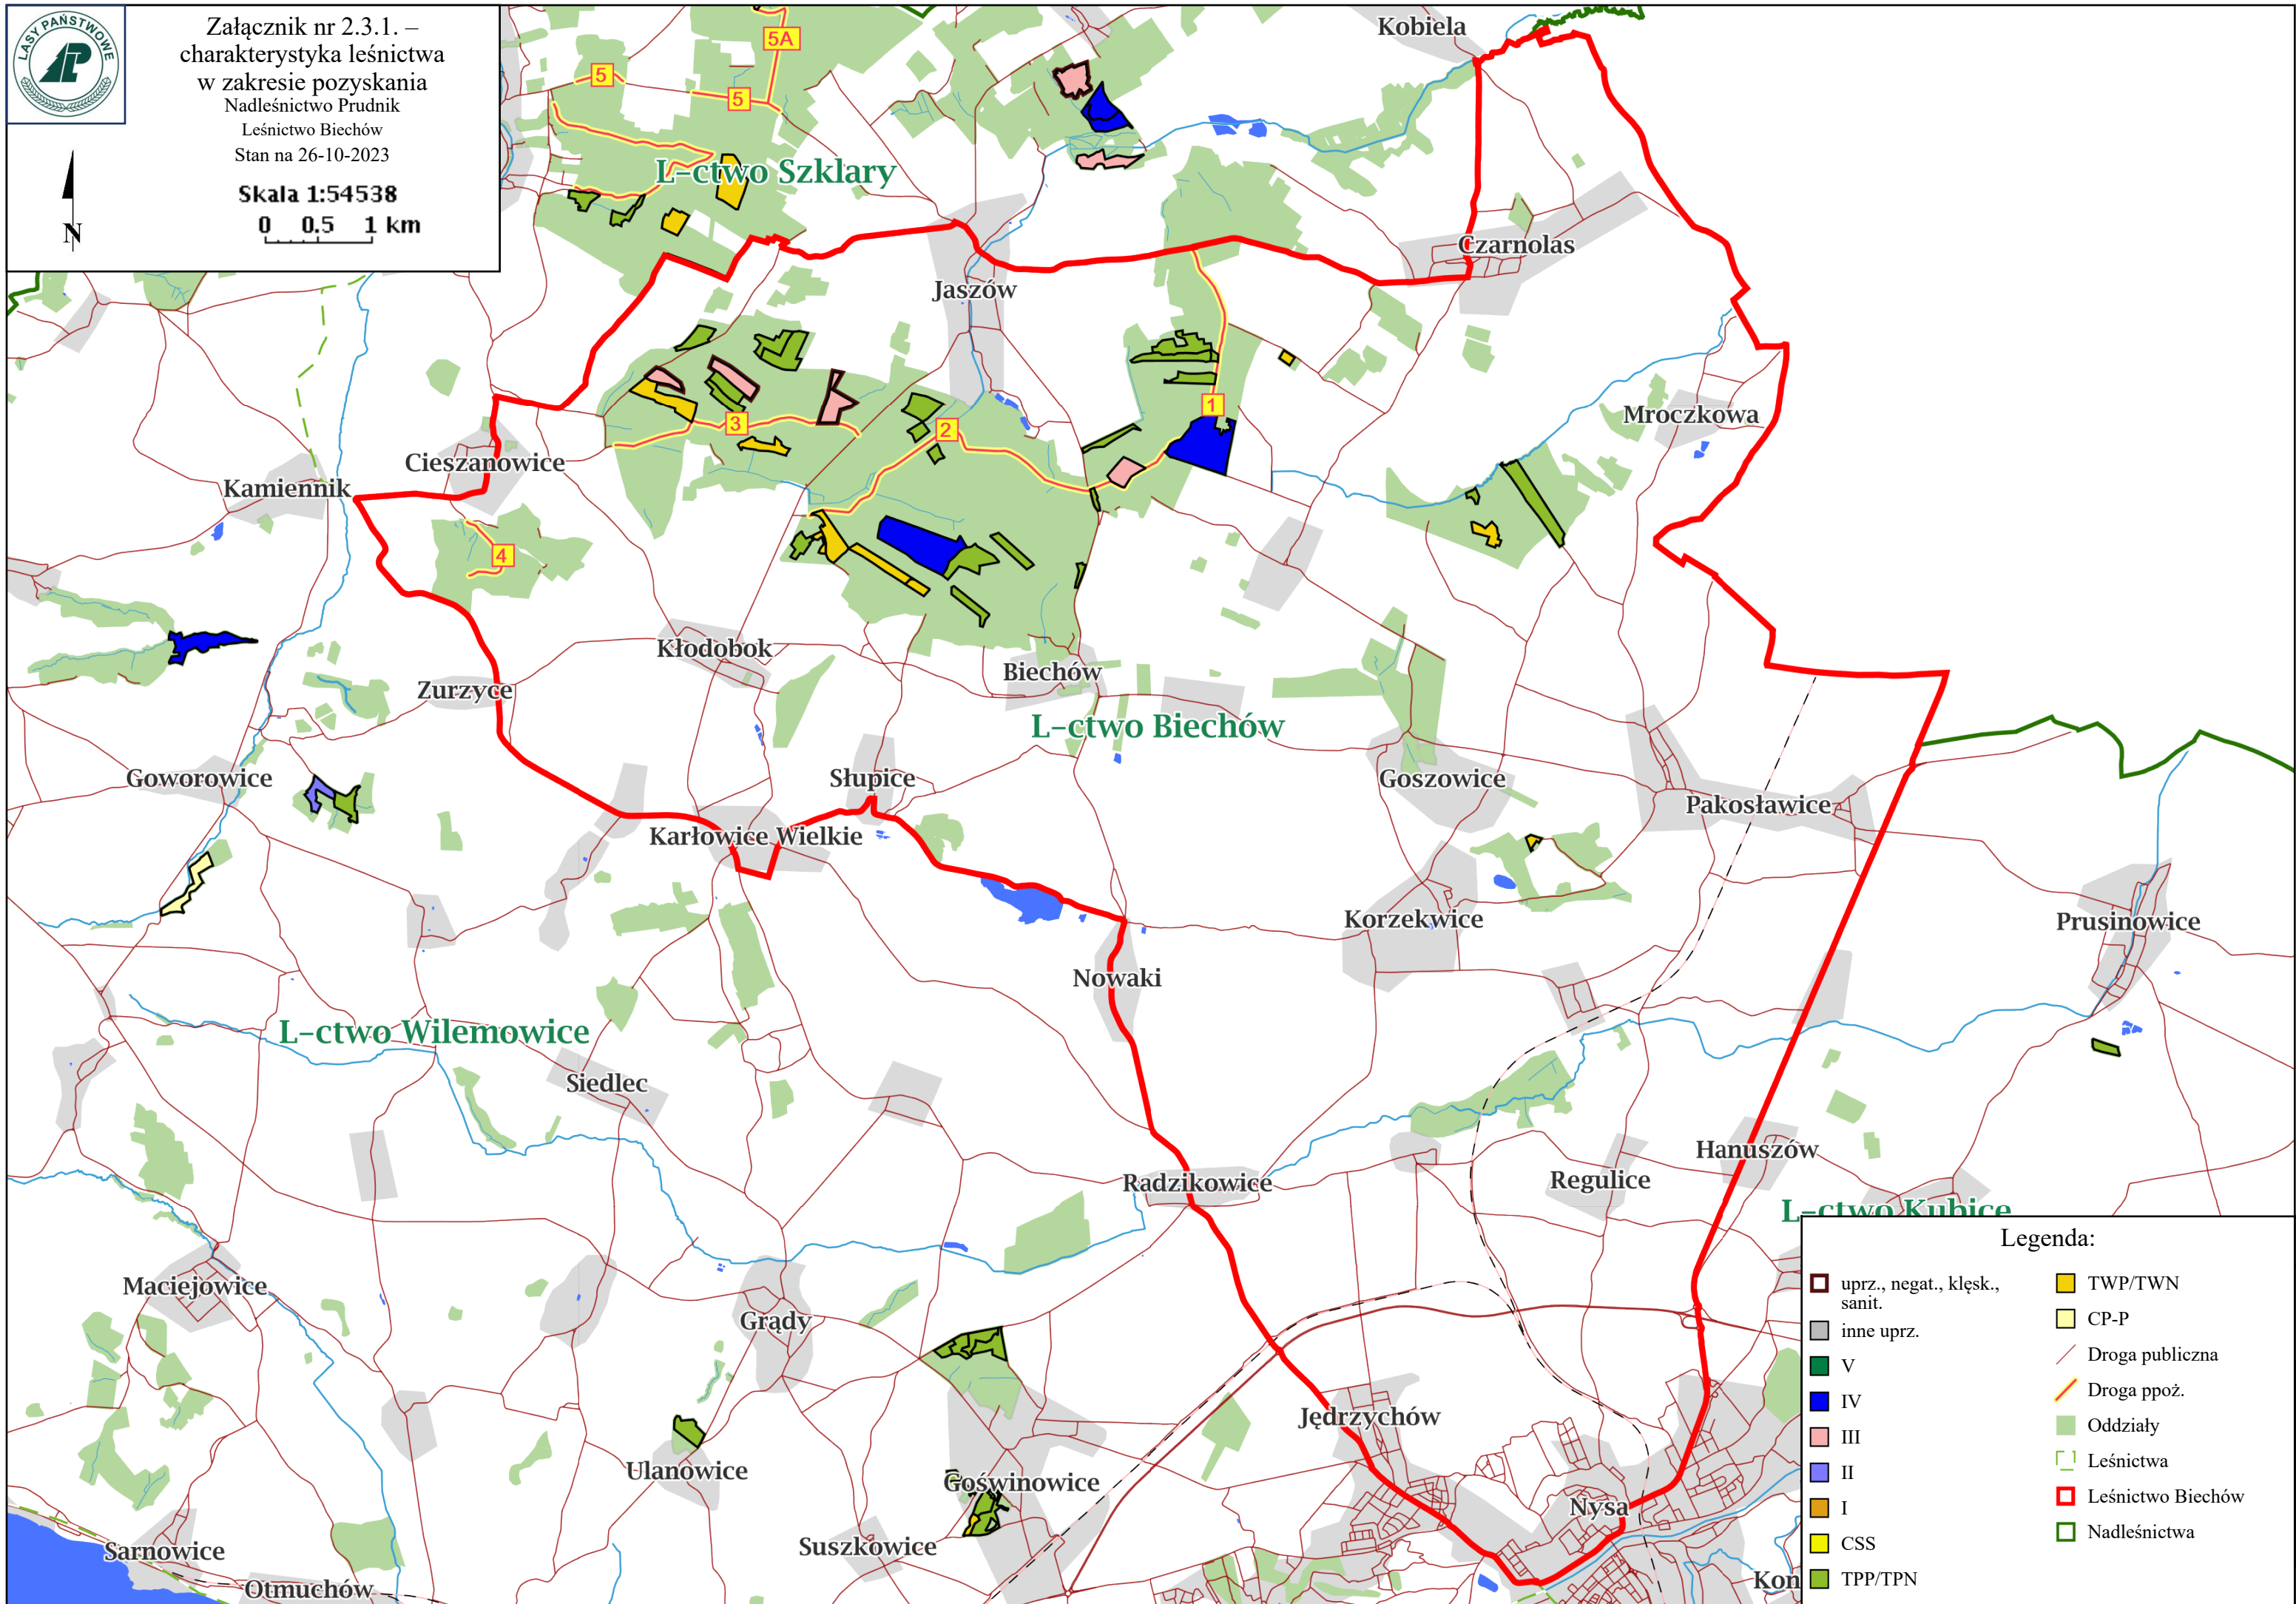 LASY PAŃSTWOWE
Załącznik nr 2.3.1. –
charakterystyka leśnictwa
w zakresie pozyskania
Nadleśnictwo Prudnik
Leśnictwo Biechów
Stan na 26-10-2023
Skala 1:54538
0 0.5 1 km
N
5A
5
5
Kobiela
L-ctwo Szklary
Czarnolas
Jaszów
1
Mroczkowa
3
2
Cieszanowice
Kamiennik
4
Kłodobok
Biechów
Zurzyce
L-ctwo Biechów
Goworowice
Słupice
Goszowice
Pakosławice
Karłowice Wielkie
Korzekwice
Prusinowice
Nowaki
L-ctwo Wilemowice
Siedlec
Hanuszów
Radzikowice
Regulice
L-ctwo Kubice
Maciejowice
Grądy
Jędrzychów
Ulanowice
Goświnowice
Nysa
Suszkowice
Sarnowice
Otmuchów
Kon
Legenda:
uprz., negat., klęsk.,
sanit.
inne uprz.
V
IV
III
II
I
CSS
TPP/TPN
TWP/TWN
CP-P
Droga publiczna
Droga ppoż.
Oddziały
Leśnictwa
Leśnictwo Biechów
Nadleśnictwa